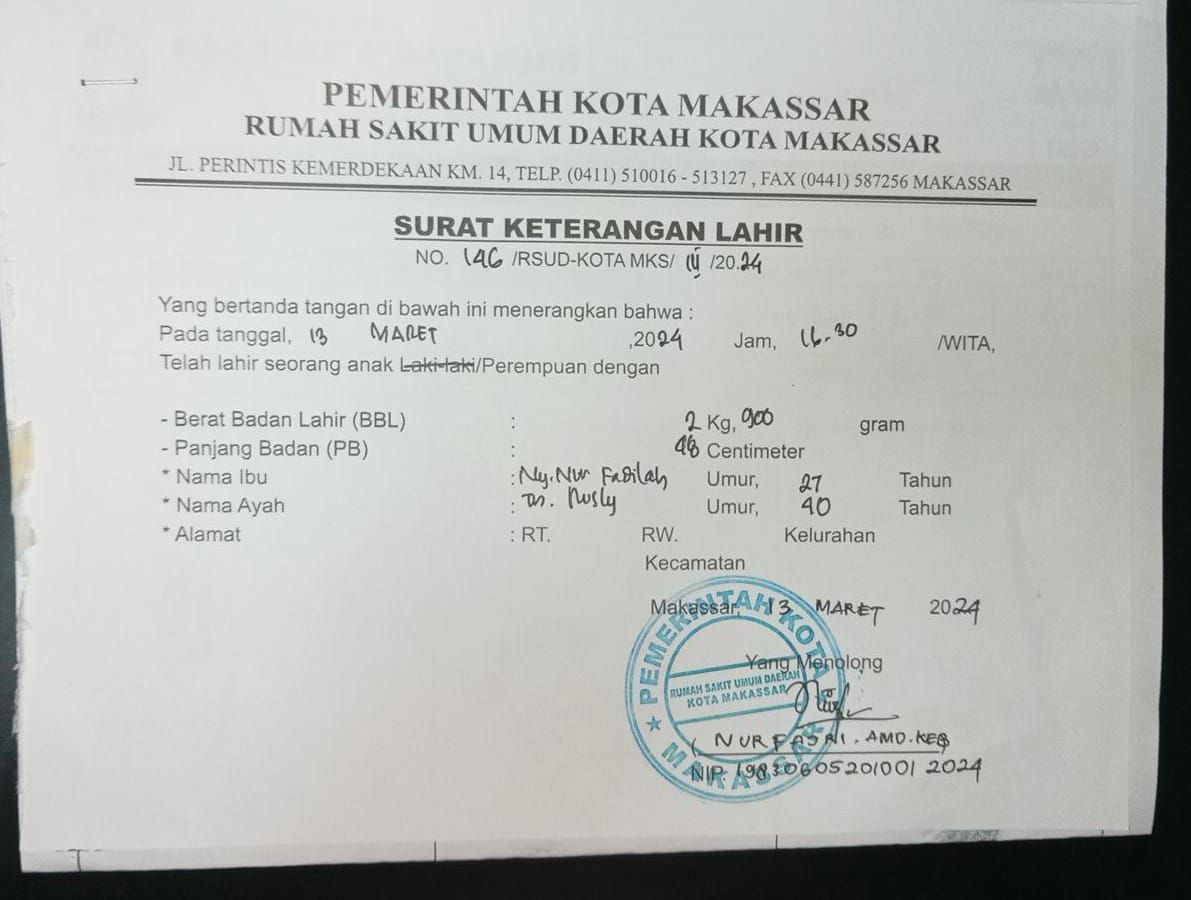 PEMERINTAH KOTA MAKASSAR
RUMAH SAKIT UMUM DAERAH KOTA MAKASSAR
JL. PERINTIS KEMERDEKAAN KM. 14, TELP. (0411) 510016 - 513127 , FAX (0441) 587256 MAKASSAR
SURAT KETERANGAN LAHIR
NO. 146 /RSUD-KOTA MKS/ III /20.24
Yang bertanda tangan di bawah ini menerangkan bahwa :
Pada tanggal, 13 MARET ,2024 Jam, 16.30 /WITA,
Telah lahir seorang anak Laki-laki/Perempuan dengan
- Berat Badan Lahir (BBL) : 2 Kg, 900 gram
- Panjang Badan (PB) : 48 Centimeter
* Nama Ibu : Ny. Nur Fadilah Umur, 27 Tahun
* Nama Ayah : Tn. Rusly Umur, 40 Tahun
* Alamat : RT. RW. Kelurahan
Kecamatan
Makassar, 13 MARET 2024
Yang Menolong
PEMERINTAH KOTA MAKASSAR
RUMAH SAKIT UMUM DAERAH
KOTA MAKASSAR
( NURFAJRI. AMD.KEB
NIP. 19830605201001 2024